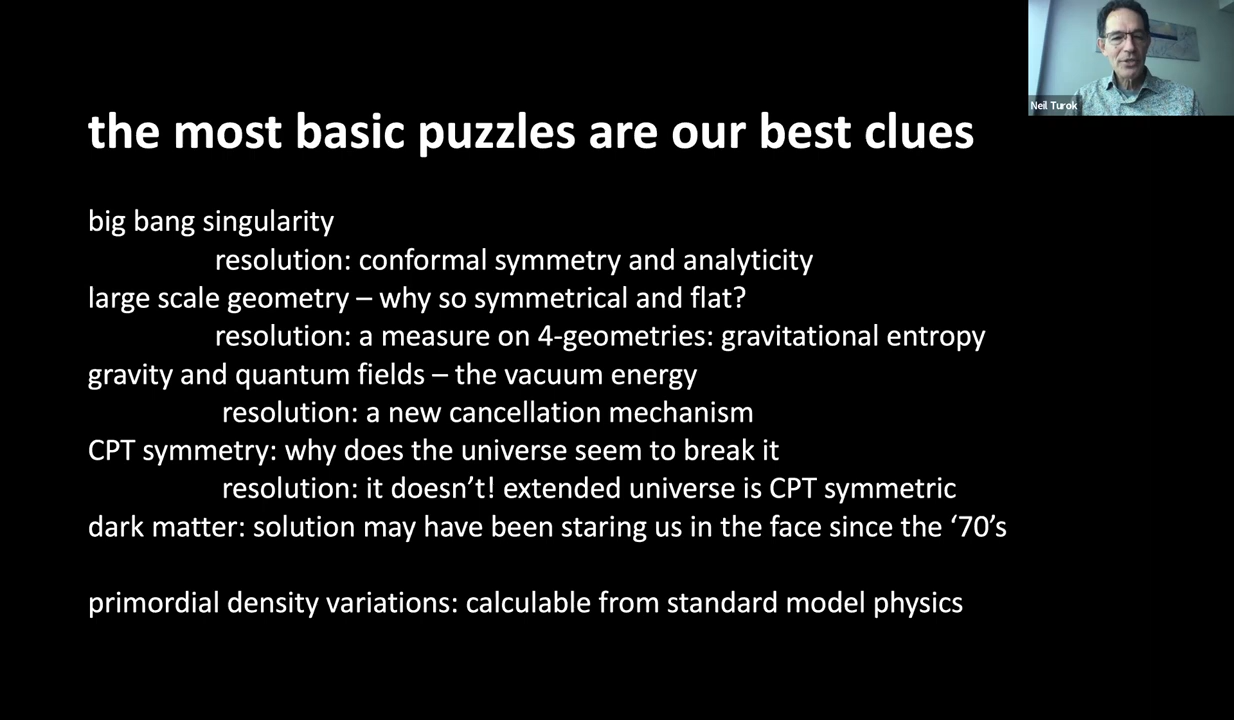 Neil Turok
the most basic puzzles are our best clues
big bang singularity
resolution: conformal symmetry and analyticity
large scale geometry – why so symmetrical and flat?
resolution: a measure on 4-geometries: gravitational entropy
gravity and quantum fields – the vacuum energy
resolution: a new cancellation mechanism
CPT symmetry: why does the universe seem to break it
resolution: it doesn’t! extended universe is CPT symmetric
dark matter: solution may have been staring us in the face since the ‘70’s
primordial density variations: calculable from standard model physics